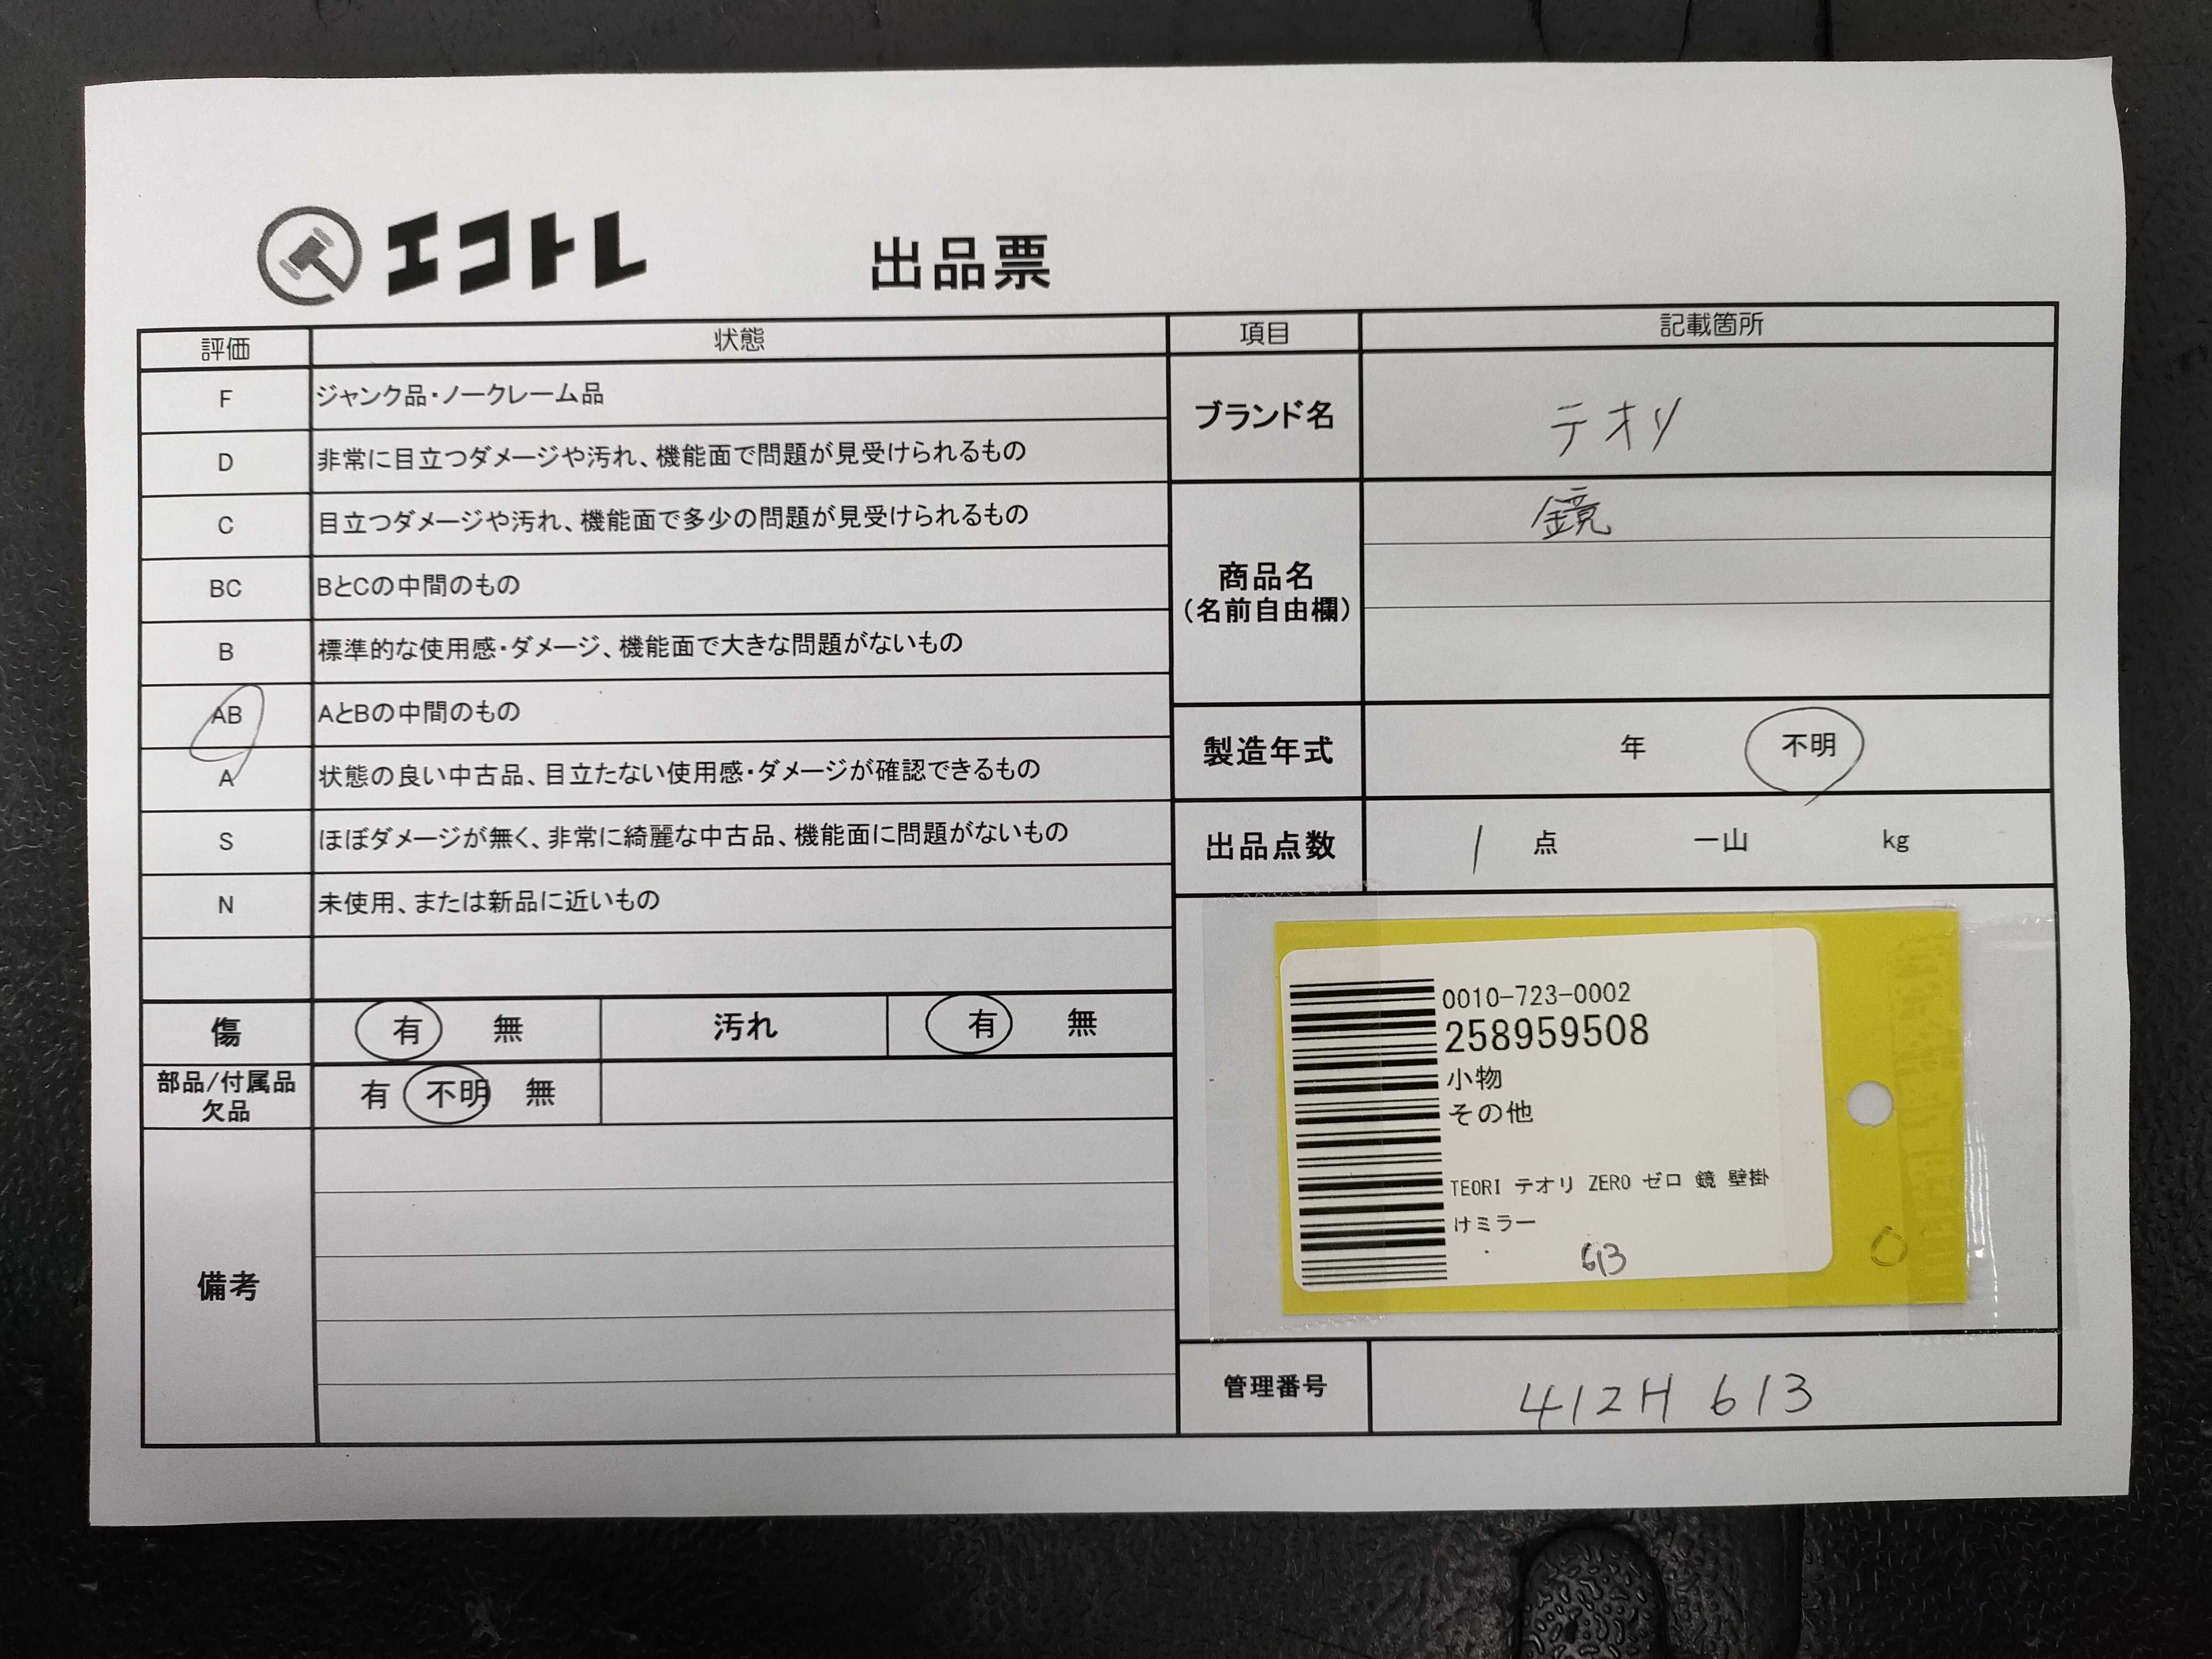 エコトレ
出品票
評価 状態
F ジャンク品・ノークレーム品
D 非常に目立つダメージや汚れ、機能面で問題が見受けられるもの
C 目立つダメージや汚れ、機能面で多少の問題が見受けられるもの
BC BとCの中間のもの
B 標準的な使用感・ダメージ、機能面で大きな問題がないもの
AB AとBの中間のもの
A 状態の良い中古品、目立たない使用感・ダメージが確認できるもの
S ほぼダメージが無く、非常に綺麗な中古品、機能面に問題がないもの
N 未使用、または新品に近いもの
傷 有 無 汚れ 有 無
部品/付属品
欠品
有 不明 無
備考
項目 記載箇所
ブランド名 テオリ
商品名
(名前自由欄)
鏡
製造年式 年 不明
出品点数 1 点 一山 kg
0010-723-0002
258959508
小物
その他
TEORI テオリ ZERO ゼロ 鏡 壁掛
けミラー
613
管理番号 412H 613